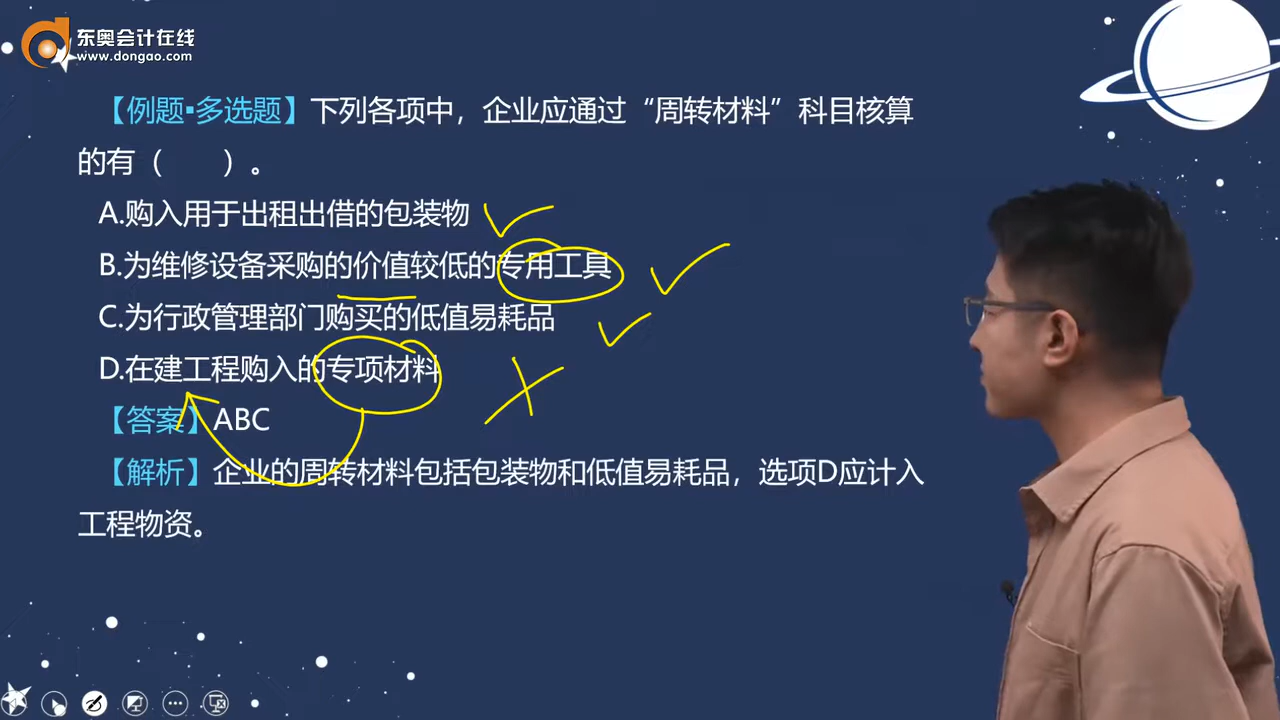 东奥会计在线
www.dongao.com
【例题▪多选题】下列各项中，企业应通过“周转材料”科目核算
的有（　　）。
A.购入用于出租出借的包装物
B.为维修设备采购的价值较低的专用工具
C.为行政管理部门购买的低值易耗品
D.在建工程购入的专项材料
【答案】ABC
【解析】企业的周转材料包括包装物和低值易耗品，选项D应计入
工程物资。